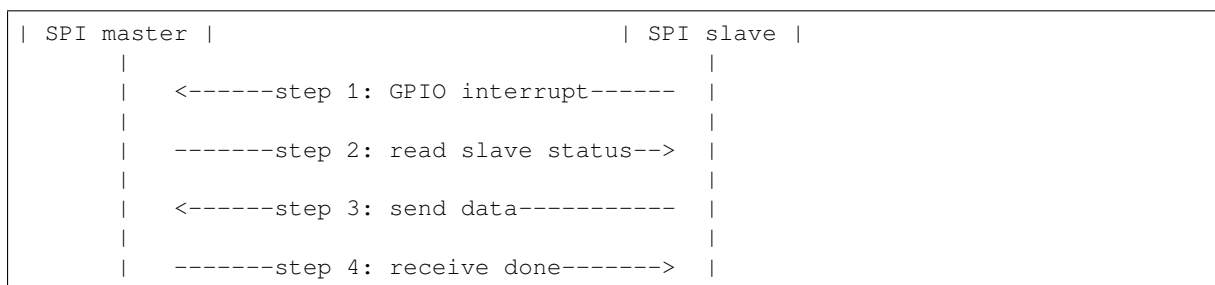 | SPI master |                                 | SPI slave |
       |                                       |
       |   <------step 1: GPIO interrupt------  |
       |                                       |
       |   -------step 2: read slave status-->  |
       |                                       |
       |   <------step 3: send data-----------  |
       |                                       |
       |   -------step 4: receive done------->  |